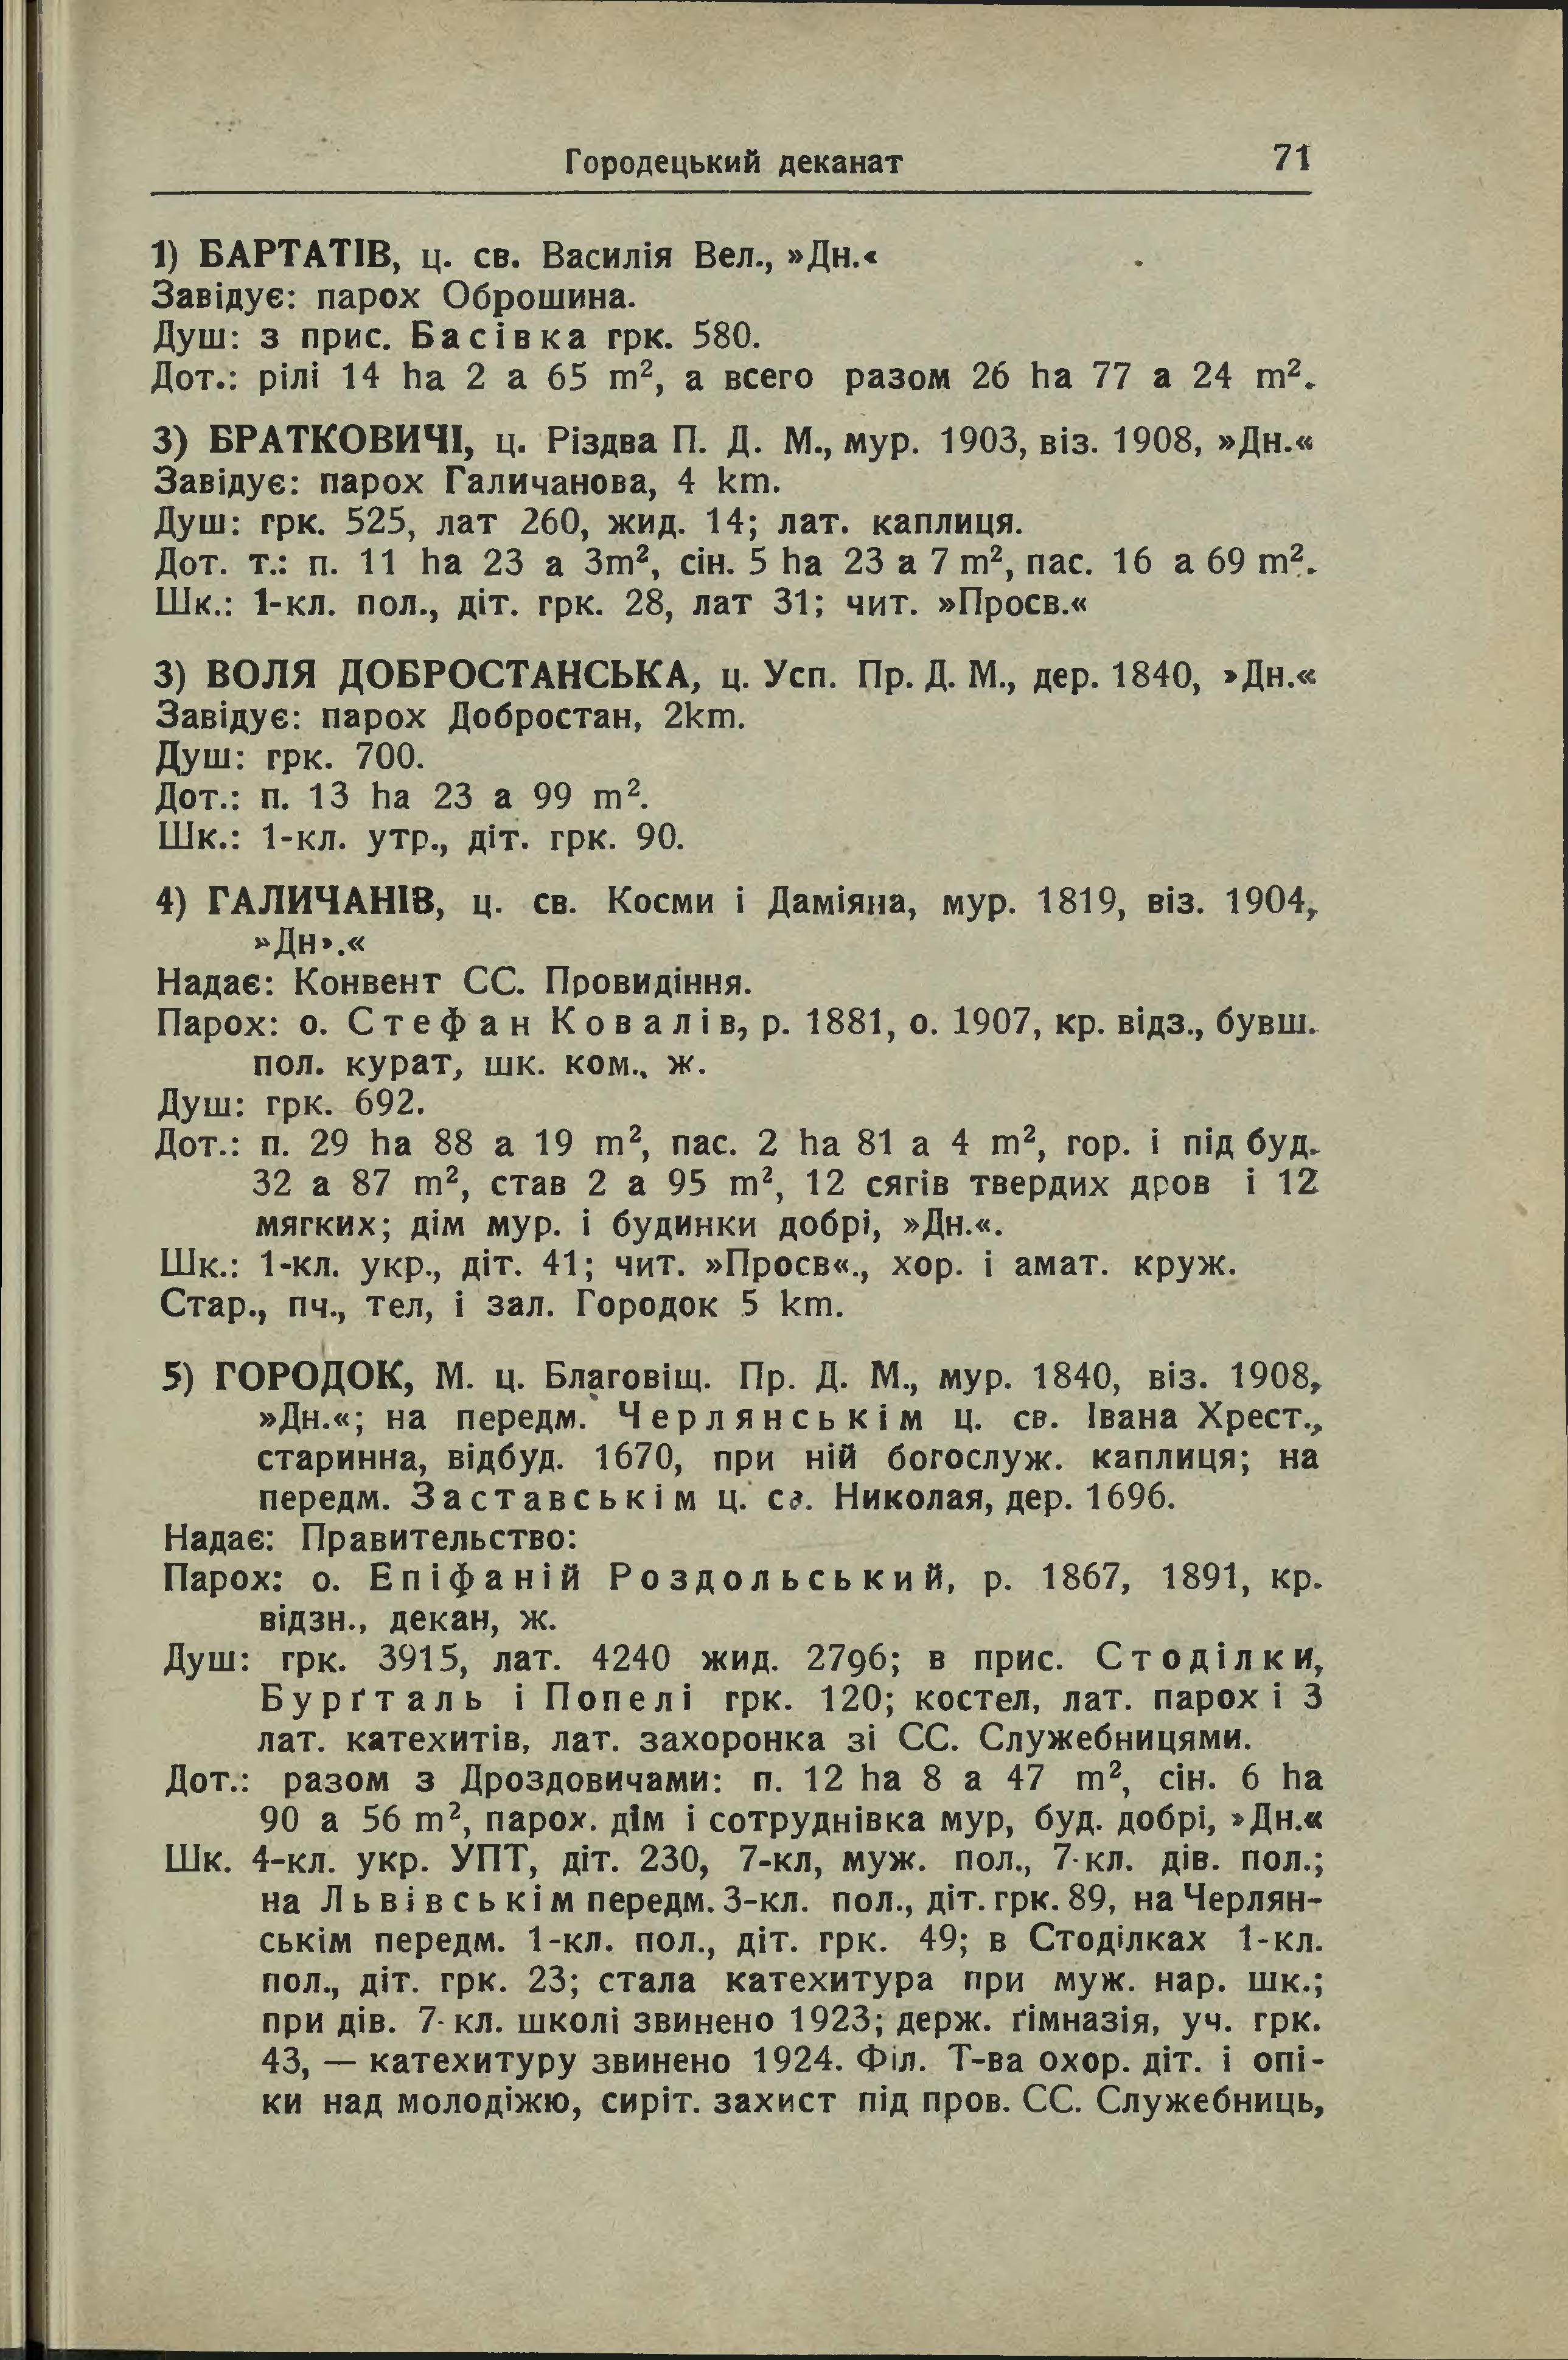 Городецький деканат 71
1) БАРТАТІВ, ц. св. Василія Вел., »Дн.«
Завідує: парох Оброшина.
Душ: з прис. Басівка грк. 580.
Дот.: рілі 14 ha 2 a 65 m², а всего разом 26 ha 77 a 24 m².
3) БРАТКОВИЧІ, ц. Різдва П. Д. М., мур. 1903, віз. 1908, »Дн.«
Завідує: парох Галичанова, 4 km.
Душ: грк. 525, лат 260, жид. 14; лат. каплиця.
Дот. т.: п. 11 ha 23 a 3m², сін. 5 ha 23 a 7 m², пас. 16 a 69 m².
Шк.: 1-кл. пол., діт. грк. 28, лат 31; чит. »Просв.«
3) ВОЛЯ ДОБРОСТАНСЬКА, ц. Усп. Пр. Д. М., дер. 1840, »Дн.«
Завідує: парох Добростан, 2km.
Душ: грк. 700.
Дот.: п. 13 ha 23 a 99 m².
Шк.: 1-кл. утр., діт. грк. 90.
4) ГАЛИЧАНІВ, ц. св. Косми і Даміяна, мур. 1819, віз. 1904,
»Дн».«
Надає: Конвент СС. Провидіння.
Парох: о. Стефан Ковалів, р. 1881, о. 1907, кр. відз., бувш.
пол. курат, шк. ком., ж.
Душ: грк. 692.
Дот.: п. 29 ha 88 a 19 m², пас. 2 ha 81 a 4 m², гор. і під буд.
32 a 87 m², став 2 a 95 m², 12 сягів твердих дров і 12
мягких; дім мур. і будинки добрі, »Дн.«.
Шк.: 1-кл. укр., діт. 41; чит. »Просв«., хор. і амат. круж.
Стар., пч., тел, і зал. Городок 5 km.
5) ГОРОДОК, М. ц. Благовіщ. Пр. Д. М., мур. 1840, віз. 1908,
»Дн.«; на передм. Черлянськім ц. св. Івана Хрест.,
старинна, відбуд. 1670, при ній богослуж. каплиця; на
передм. Заставськім ц. св. Николая, дер. 1696.
Надає: Правительство:
Парох: о. Епіфаній Роздольський, р. 1867, 1891, кр.
відзн., декан, ж.
Душ: грк. 3915, лат. 4240 жид. 2796; в прис. Стоділки,
Бурґталь і Попелі грк. 120; костел, лат. парох і 3
лат. катехитів, лат. захоронка зі СС. Служебницями.
Дот.: разом з Дроздовичами: п. 12 ha 8 a 47 m², сін. 6 ha
90 a 56 m², парох. дім і сотруднівка мур, буд. добрі, »Дн.«
Шк. 4-кл. укр. УПТ, діт. 230, 7-кл, муж. пол., 7-кл. дів. пол.;
на Львівськім передм. 3-кл. пол., діт. грк. 89, на Черлян-
ськім передм. 1-кл. пол., діт. грк. 49; в Стоділках 1-кл.
пол., діт. грк. 23; стала катехитура при муж. нар. шк.;
при дів. 7-кл. школі звинено 1923; держ. ґімназія, уч. грк.
43, — катехитуру звинено 1924. Філ. Т-ва охор. діт. і опі-
ки над молодіжю, сиріт. захист під пров. СС. Служебниць,